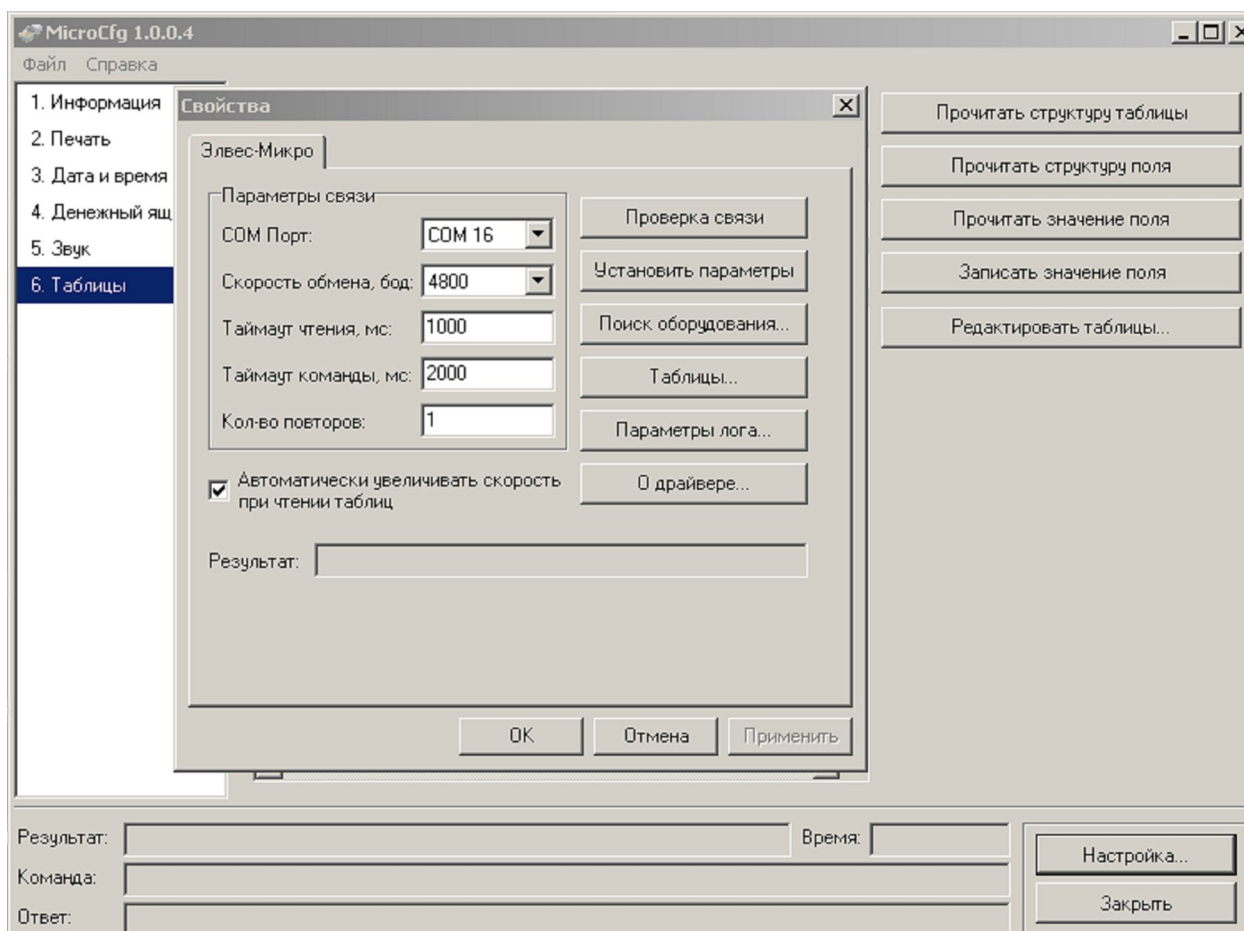 MicroCfg 1.0.0.4
Файл Справка
1. Информация
2. Печать
3. Дата и время
4. Денежный ящ
5. Звук
6. Таблицы
Свойства
Элвес-Микро
Параметры связи
COM Порт: COM 16
Скорость обмена, бод: 4800
Таймаут чтения, мс: 1000
Таймаут команды, мс: 2000
Кол-во повторов: 1
Автоматически увеличивать скорость
при чтении таблиц
Результат:
Проверка связи
Установить параметры
Поиск оборудования...
Таблицы...
Параметры лога...
О драйвере...
OK Отмена Применить
Прочитать структуру таблицы
Прочитать структуру поля
Прочитать значение поля
Записать значение поля
Редактировать таблицы...
Результат: Время:
Команда:
Ответ:
Настройка...
Закрыть